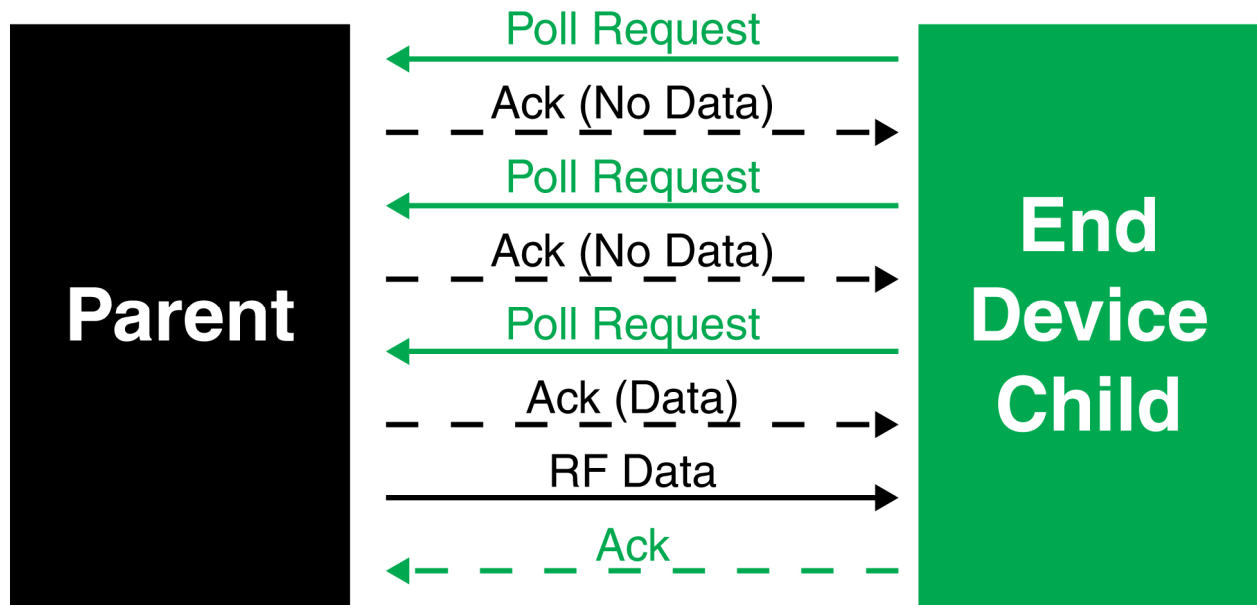 Poll Request
Ack (No Data)
Poll Request
Ack (No Data)
Poll Request
Ack (Data)
RF Data
Ack
Parent
End
Device
Child